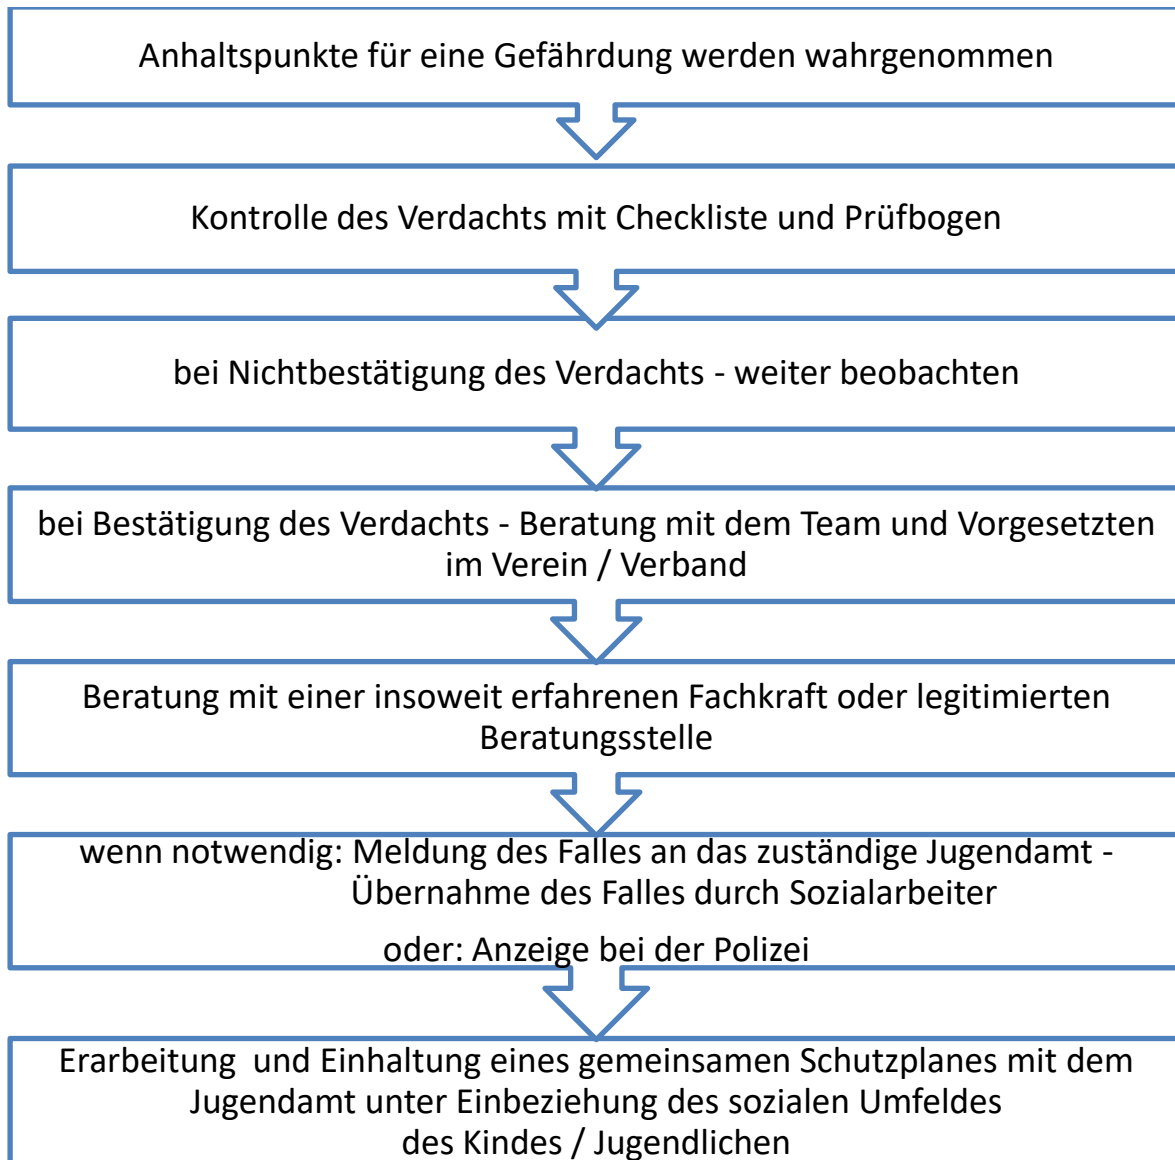 Anhaltspunkte für eine Gefährdung werden wahrgenommen
Kontrolle des Verdachts mit Checkliste und Prüfbogen
bei Nichtbestätigung des Verdachts - weiter beobachten
bei Bestätigung des Verdachts - Beratung mit dem Team und Vorgesetzten
im Verein / Verband
Beratung mit einer insoweit erfahrenen Fachkraft oder legitimierten
Beratungsstelle
wenn notwendig: Meldung des Falles an das zuständige Jugendamt -
Übernahme des Falles durch Sozialarbeiter
oder: Anzeige bei der Polizei
Erarbeitung und Einhaltung eines gemeinsamen Schutzplanes mit dem
Jugendamt unter Einbeziehung des sozialen Umfeldes
des Kindes / Jugendlichen